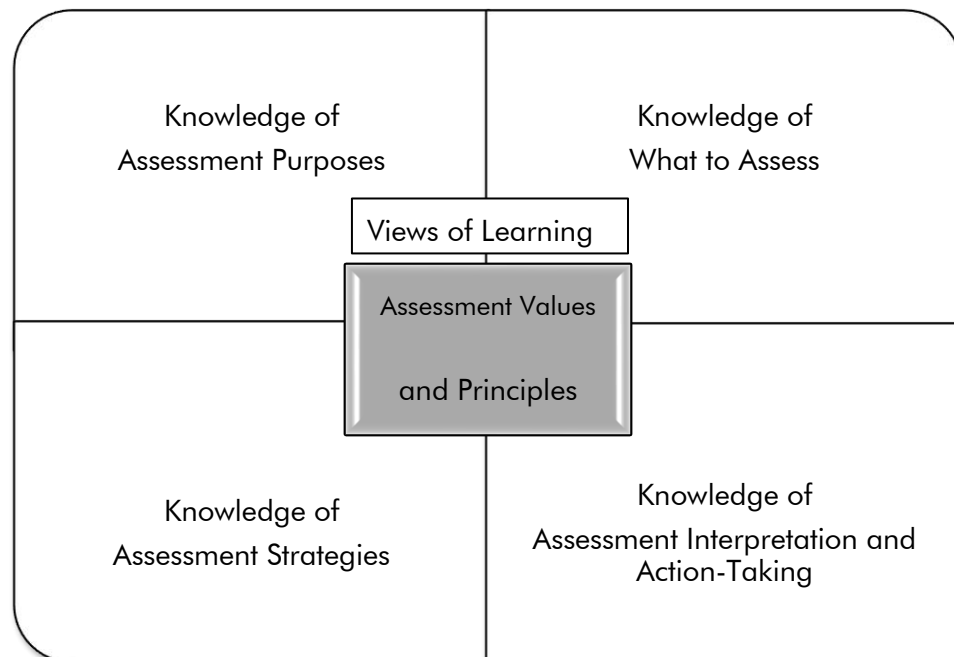 Knowledge of
Assessment Purposes
Knowledge of
What to Assess
Views of Learning
Assessment Values
and Principles
Knowledge of
Assessment Strategies
Knowledge of
Assessment Interpretation and
Action-Taking